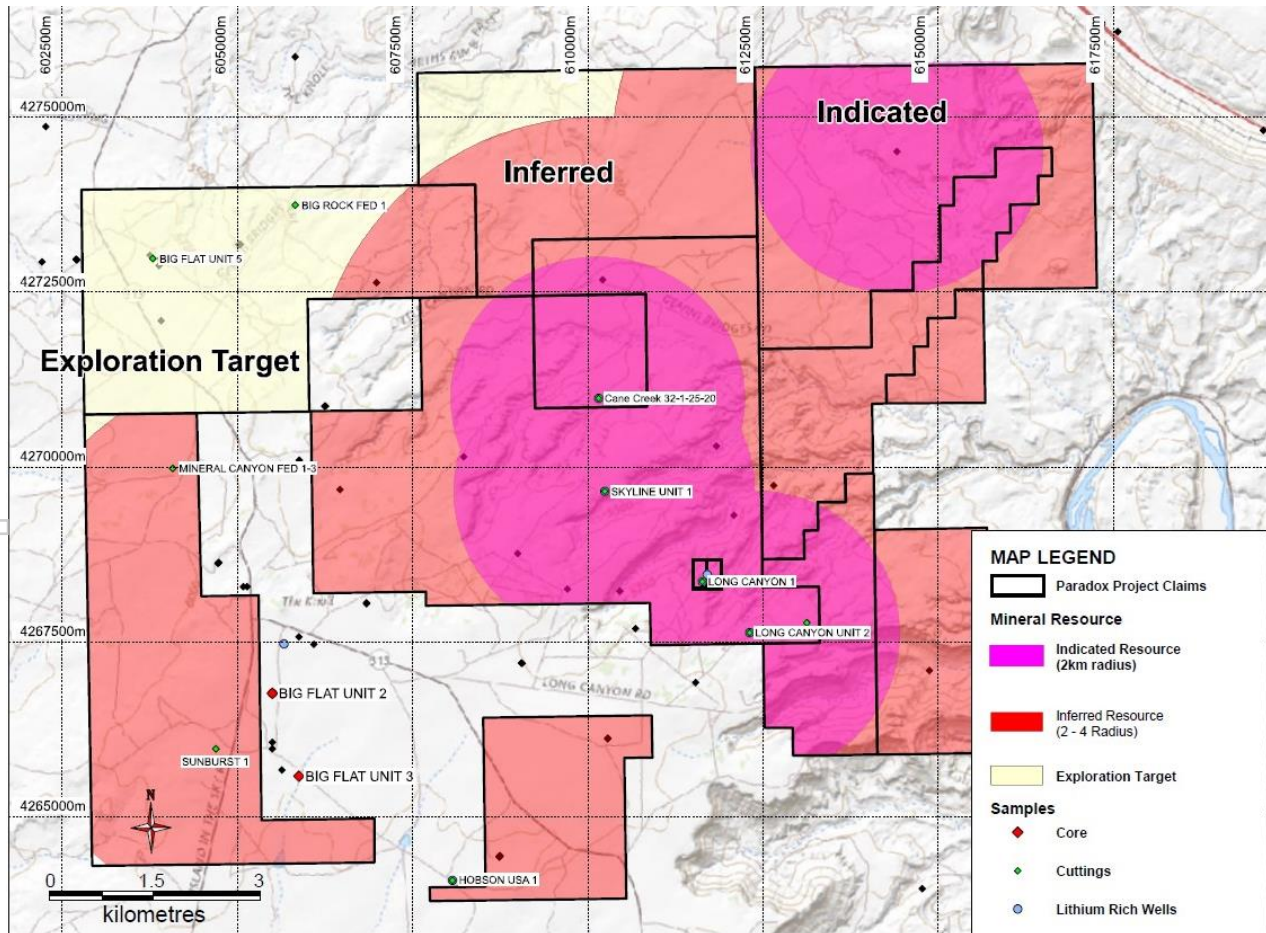 602500m
605000m
607500m
610000m
612500m
615000m
617500m
4275000m
Indicated
Inferred
BIG ROCK FED 1
BIG FLAT UNIT 5
4272500m
Exploration Target
Cane Creek 32-1-25-20
4270000m
MINERAL CANYON FED 1-3
SKYLINE UNIT 1
LONG CANYON 1
LONG CANYON UNIT 2
4267500m
313
LONG CANYON RD
BIG FLAT UNIT 2
SUNBURST 1
BIG FLAT UNIT 3
4265000m
N
HOBSON USA 1
0 1.5 3
kilometres
MAP LEGEND
Paradox Project Claims
Mineral Resource
Indicated Resource
(2km radius)
Inferred Resource
(2 - 4 Radius)
Exploration Target
Samples
Core
Cuttings
Lithium Rich Wells